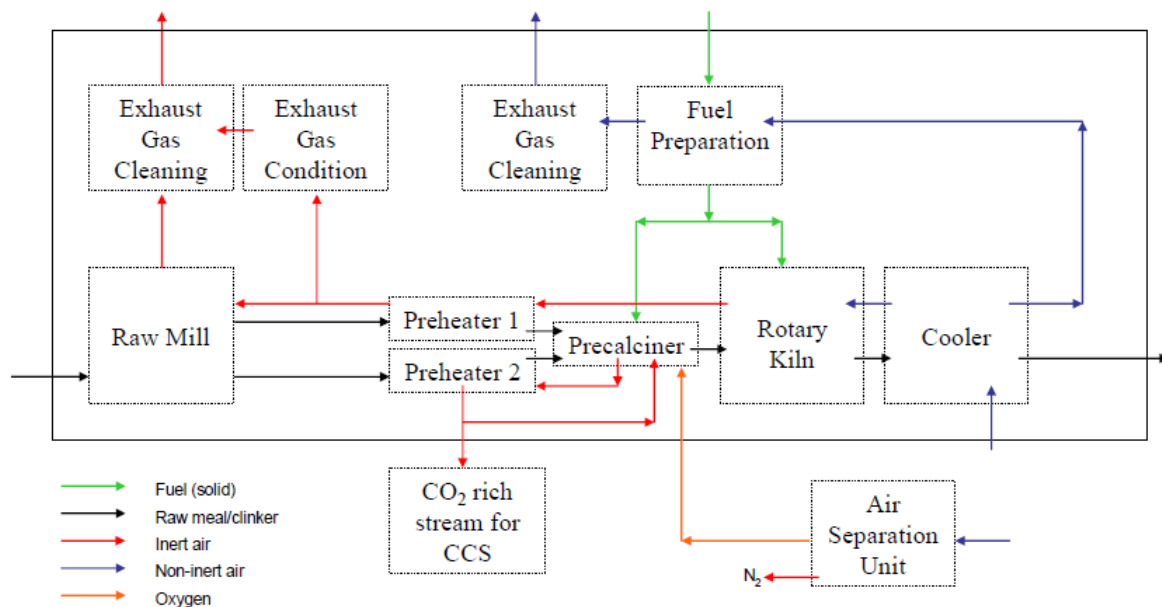 Exhaust
Gas
Cleaning
Exhaust
Gas
Condition
Exhaust
Gas
Cleaning
Fuel
Preparation
Raw Mill
Preheater 1
Preheater 2
Precalciner
Rotary
Kiln
Cooler
CO₂ rich
stream for
CCS
Air
Separation
Unit
N₂
Fuel (solid)
Raw meal/clinker
Inert air
Non-inert air
Oxygen